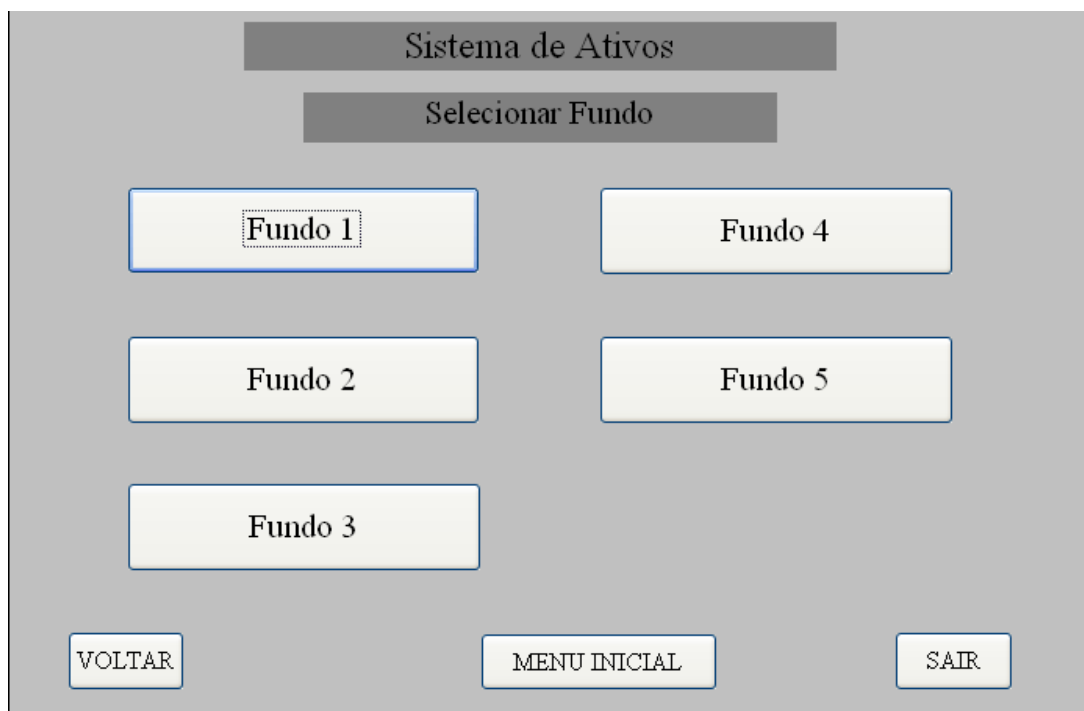 Sistema de Ativos
Selecionar Fundo
Fundo 1
Fundo 4
Fundo 2
Fundo 5
Fundo 3
VOLTAR
MENU INICIAL
SAIR